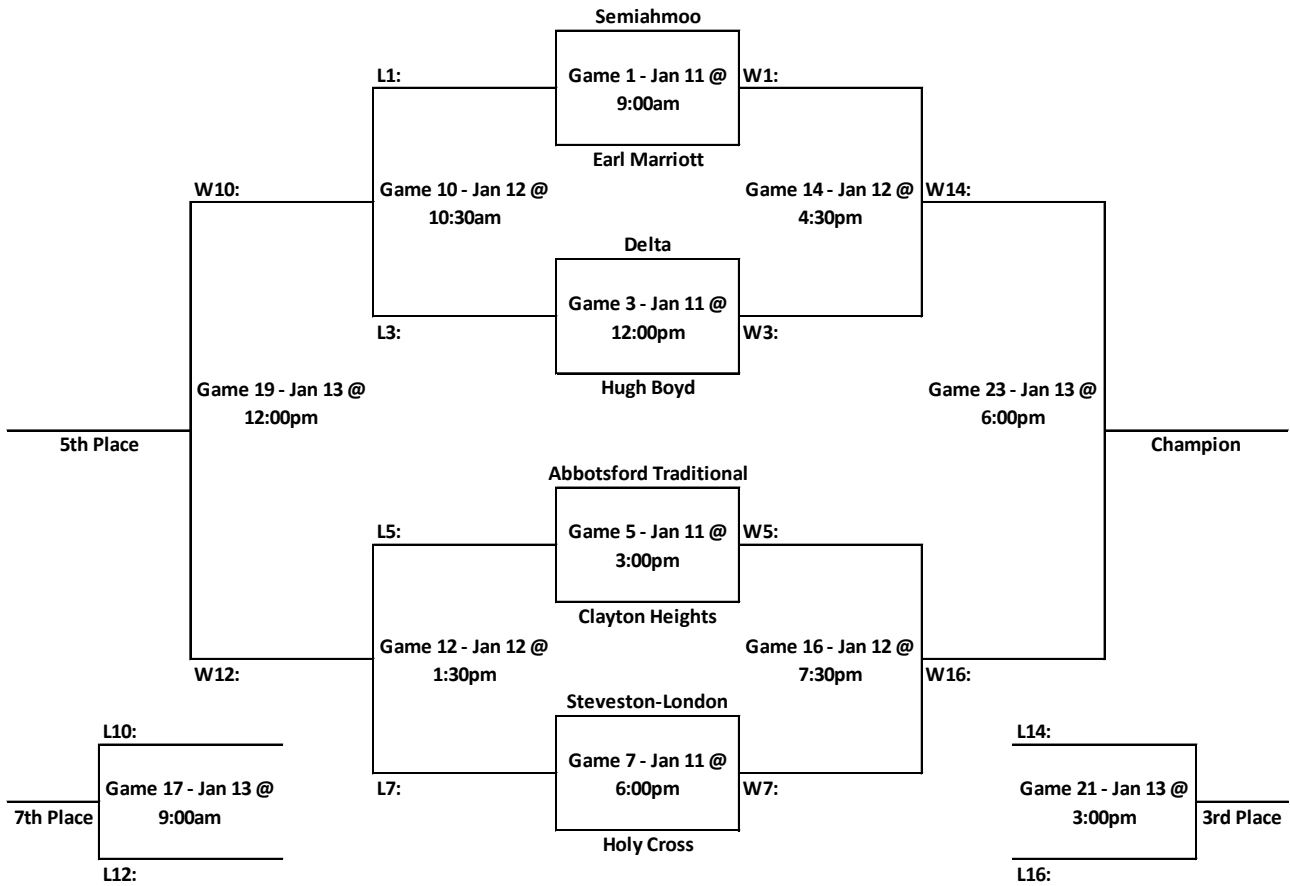 Semiahmoo
L1:
Game 1 - Jan 11 @
9:00am
W1:
Earl Marriott
W10:
Game 10 - Jan 12 @
10:30am
Game 14 - Jan 12 @
4:30pm
W14:
Delta
Game 3 - Jan 11 @
12:00pm
L3:
W3:
Hugh Boyd
Game 19 - Jan 13 @
12:00pm
Game 23 - Jan 13 @
6:00pm
5th Place
Champion
Abbotsford Traditional
L5:
Game 5 - Jan 11 @
3:00pm
W5:
Clayton Heights
Game 12 - Jan 12 @
1:30pm
Game 16 - Jan 12 @
7:30pm
W12:
W16:
Steveston-London
L10:
L14:
Game 7 - Jan 11 @
6:00pm
L7:
W7:
Game 17 - Jan 13 @
9:00am
7th Place
Game 21 - Jan 13 @
3:00pm
3rd Place
Holy Cross
L12:
L16: